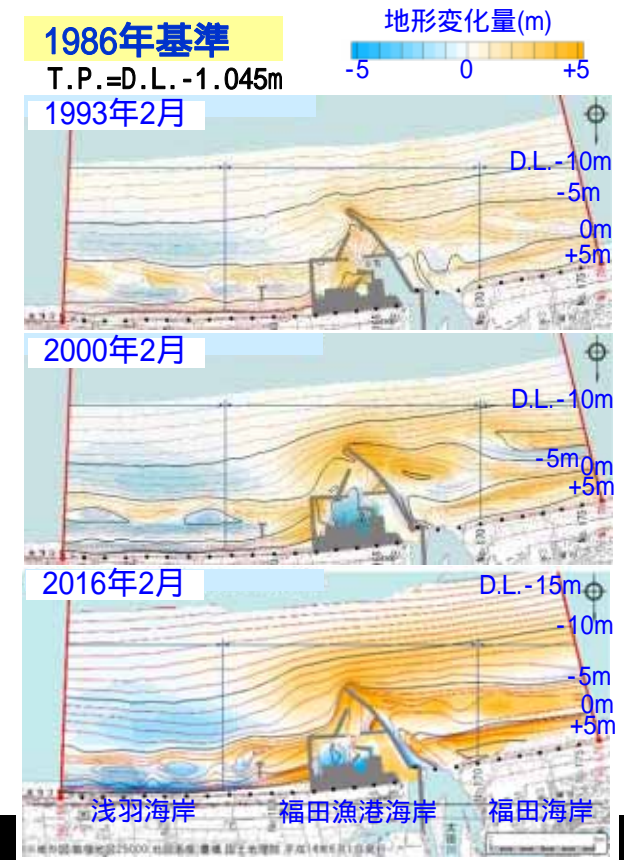 1986年基準
T.P.=D.L.-1.045m
地形変化量(m)
-5 0 +5
1993年2月
D.L.-10m
-5m
0m
+5m
2000年2月
D.L.-10m
-5m
0m
+5m
2016年2月
D.L.-15m
-10m
-5m
0m
+5m
浅羽海岸 福田漁港海岸 福田海岸